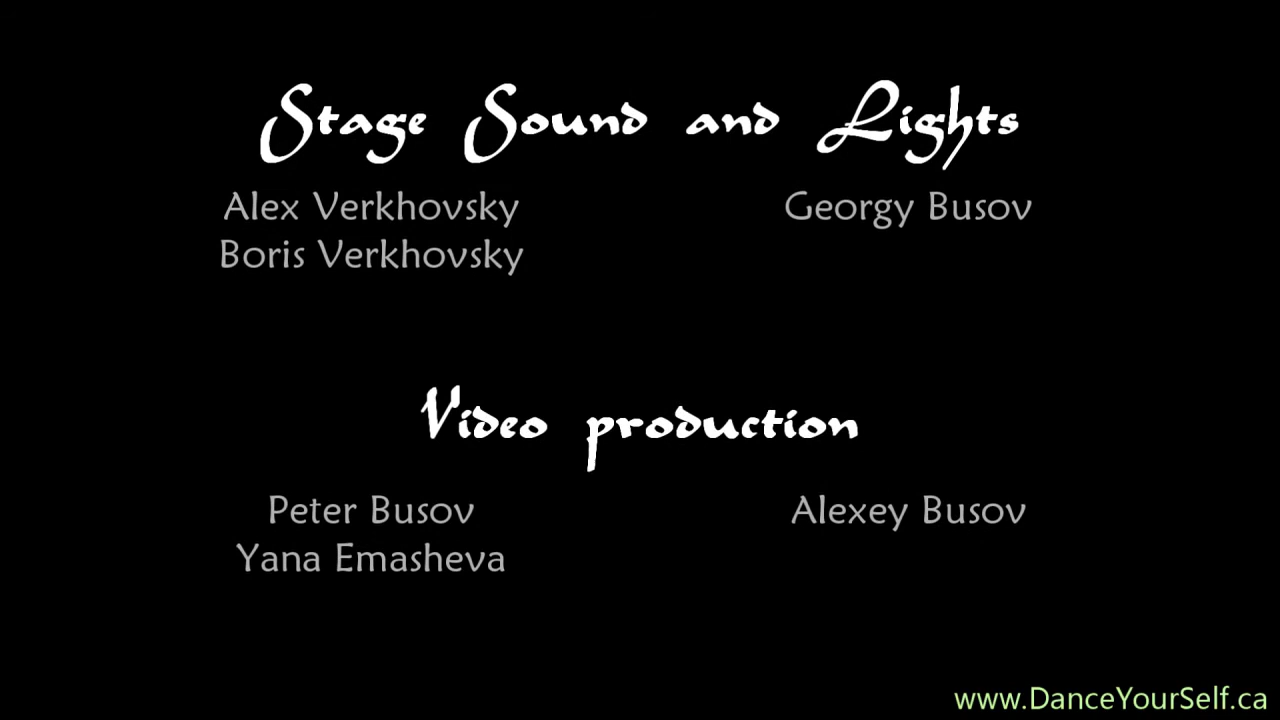 Stage Sound and Lights
Alex Verkhovsky
Georgy Busov
Boris Verkhovsky
Video production
Peter Busov
Alexey Busov
Yana Emasheva
www.DanceYourSelf.ca